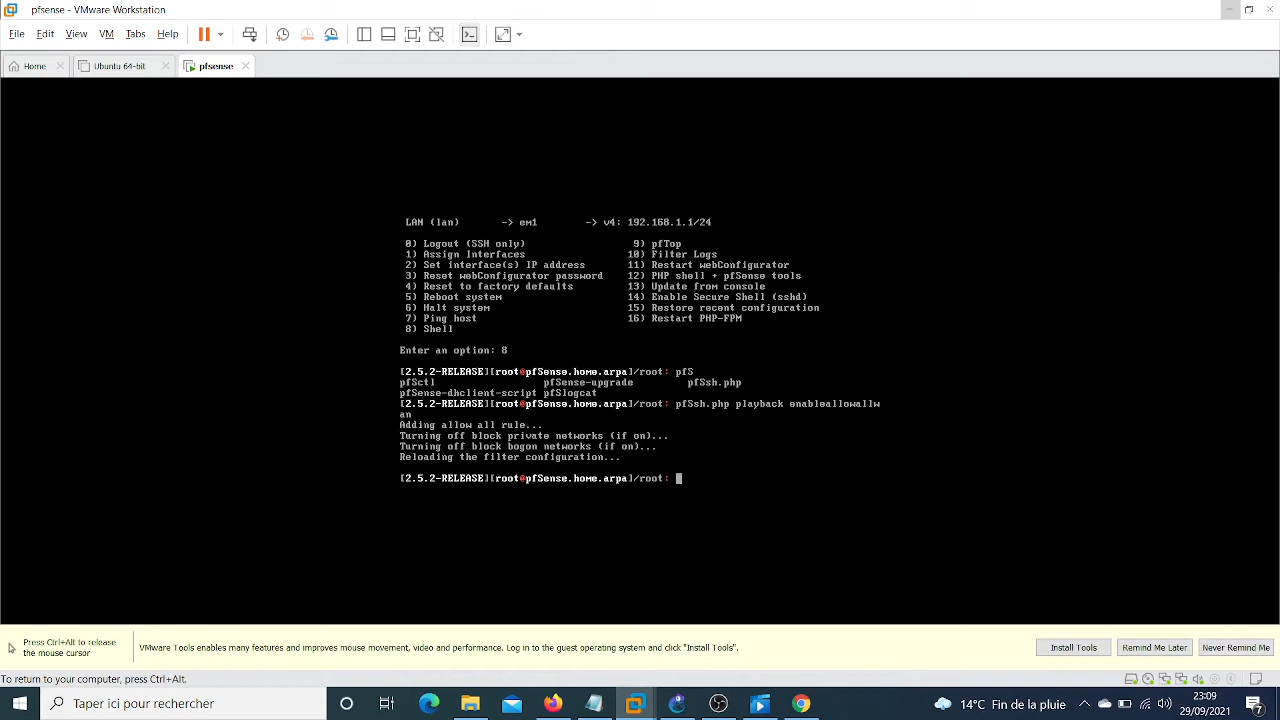 pfsense - VMware Workstation
File Edit View VM Tabs Help
Home Ubuntu 64-bit pfsense
LAN (lan) -> em1 -> v4: 192.168.1.1/24
0) Logout (SSH only) 9) pfTop
1) Assign Interfaces 10) Filter Logs
2) Set interface(s) IP address 11) Restart webConfigurator
3) Reset webConfigurator password 12) PHP shell + pfSense tools
4) Reset to factory defaults 13) Update from console
5) Reboot system 14) Enable Secure Shell (sshd)
6) Halt system 15) Restore recent configuration
7) Ping host 16) Restart PHP-FPM
8) Shell
Enter an option: 8
[2.5.2-RELEASE][root@pfSense.home.arpa]/root: pfS
pfSctl pfSense-upgrade pfSsh.php
pfSense-dhclient-script pfSlogcat
[2.5.2-RELEASE][root@pfSense.home.arpa]/root: pfSsh.php playback enableallowallw
an
Adding allow all rule...
Turning off block private networks (if on)...
Turning off block bogon networks (if on)...
Reloading the filter configuration...
[2.5.2-RELEASE][root@pfSense.home.arpa]/root:
Press Ctrl+Alt to release
the mouse cursor
VMware Tools enables many features and improves mouse movement, video and performance. Log in to the guest operating system and click "Install Tools".
Install Tools Remind Me Later Never Remind Me
To return to your computer, press Ctrl+Alt.
Taper ici pour rechercher
14°C Fin de la pluie
23:09
29/09/2021